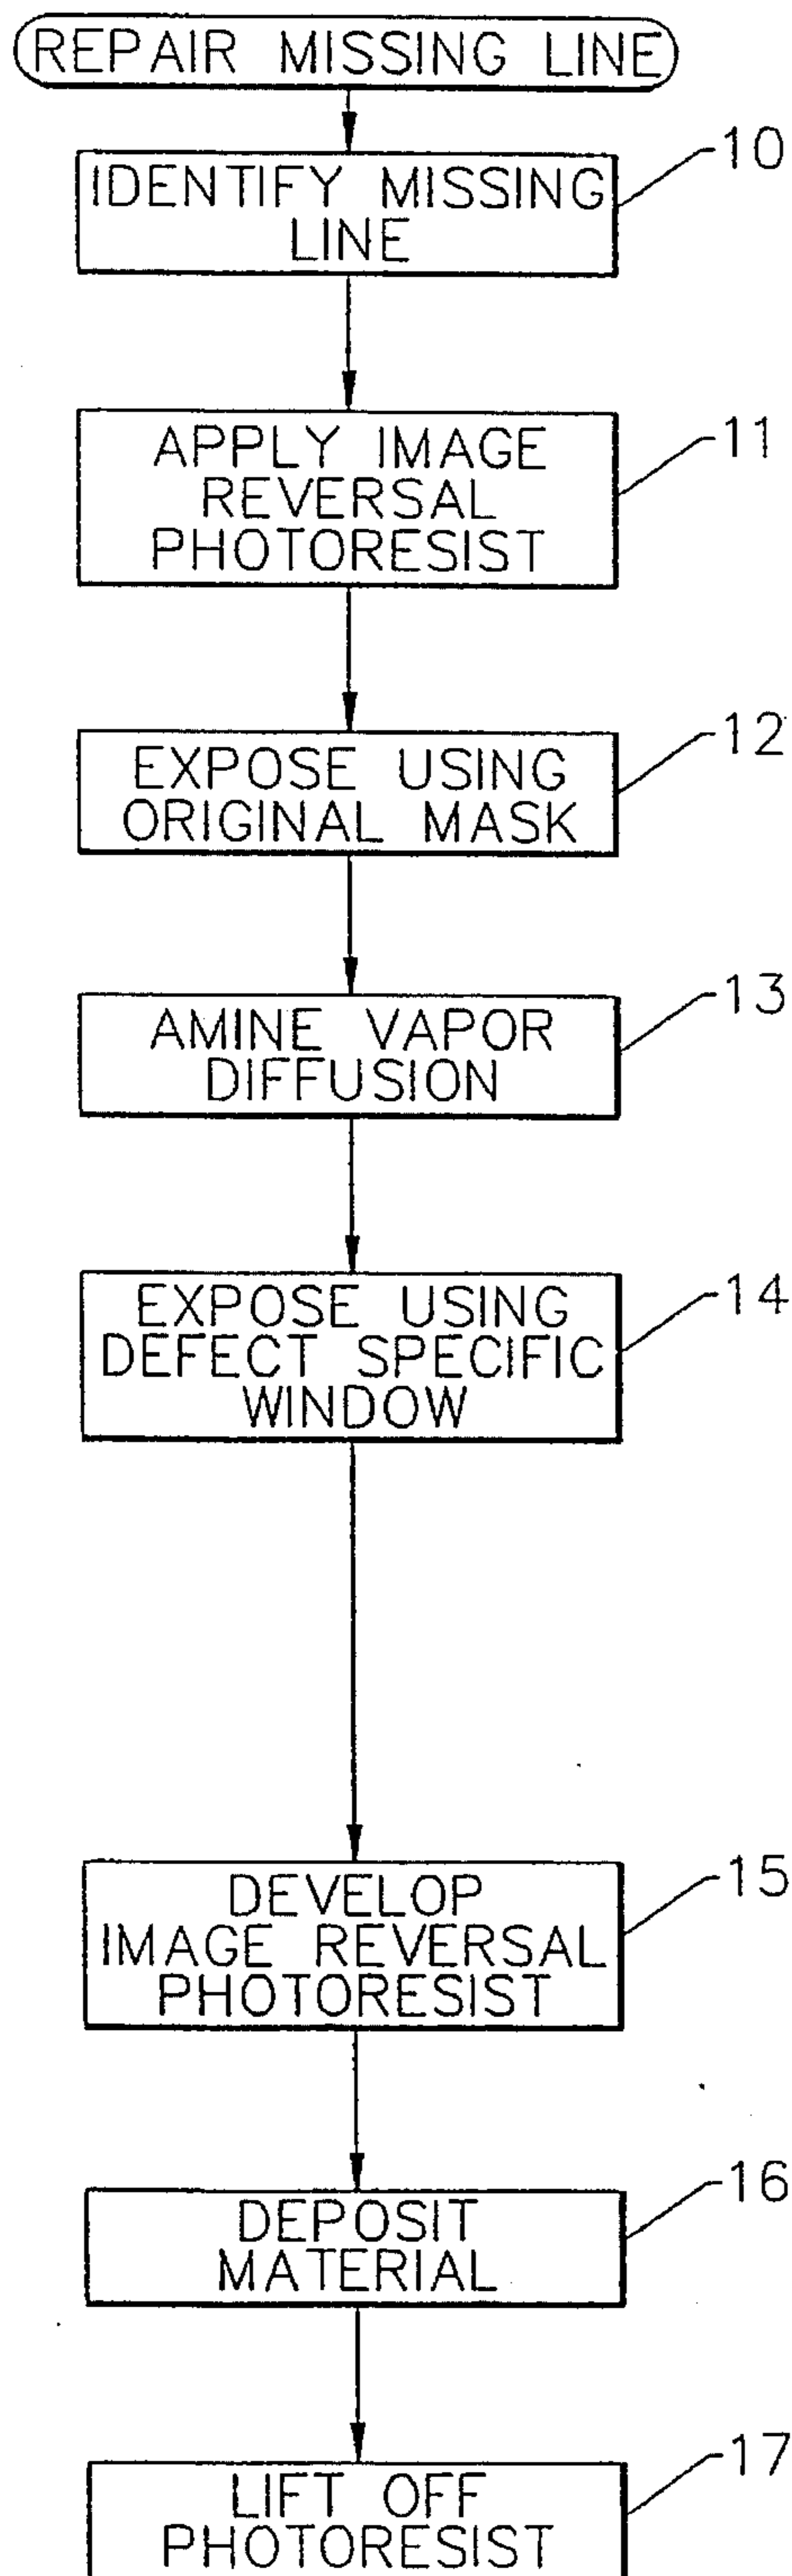 REPAIR MISSING LINE
10
IDENTIFY MISSING
LINE
11
APPLY IMAGE
REVERSAL
PHOTORESIST
12
EXPOSE USING
ORIGINAL MASK
13
AMINE VAPOR
DIFFUSION
14
EXPOSE USING
DEFECT SPECIFIC
WINDOW
15
DEVELOP
IMAGE REVERSAL
PHOTORESIST
16
DEPOSIT
MATERIAL
17
LIFT OFF
PHOTORESIST